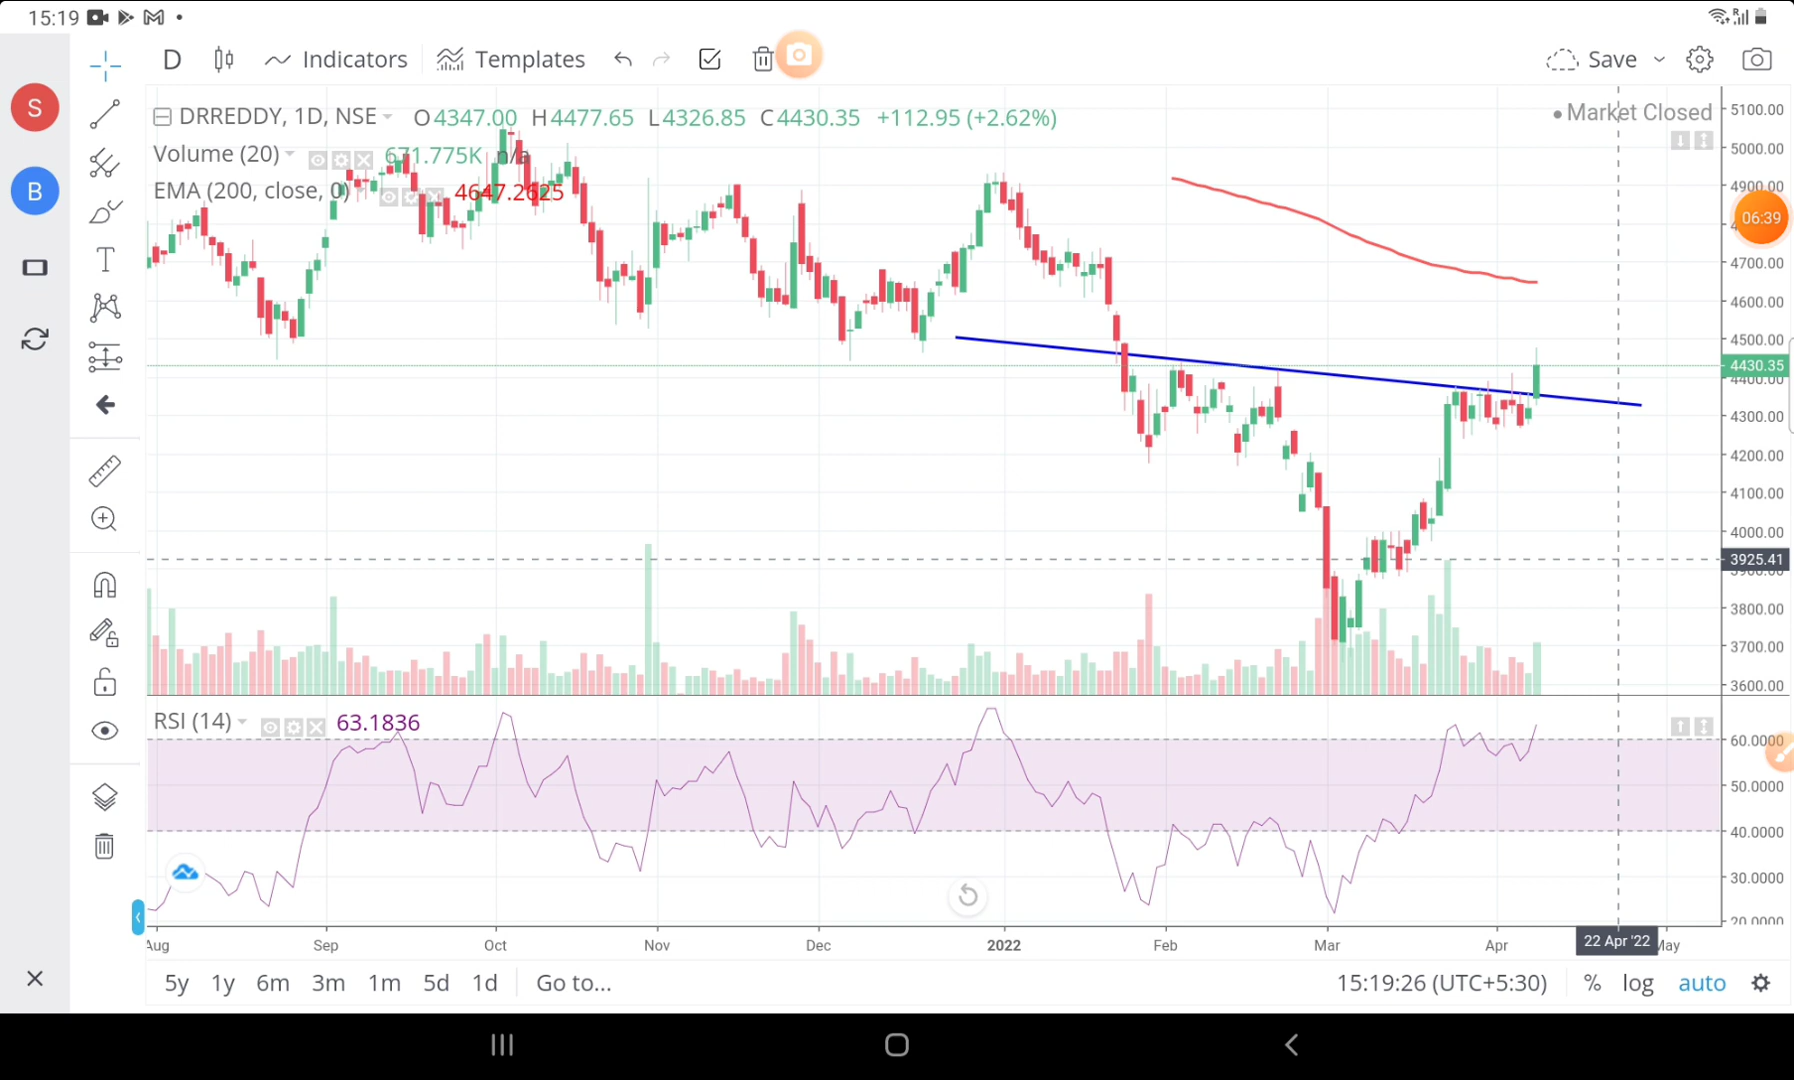 15:19
D Indicators Templates Save
S
B
DRREDDY, 1D, NSE O4347.00 H4477.65 L4326.85 C4430.35 +112.95 (+2.62%)
Market Closed
Volume (20) 671.775K n/a
EMA (200, close, 0) 4647.2625
T
06:39
5100.00
5000.00
4900.00
4700.00
4600.00
4500.00
4430.35
4400.00
4300.00
4200.00
4100.00
4000.00
3925.41
3800.00
3700.00
3600.00
RSI (14) 63.1836
60.0000
50.0000
40.0000
30.0000
20.0000
Aug Sep Oct Nov Dec 2022 Feb Mar Apr 22 Apr '22 May
5y 1y 6m 3m 1m 5d 1d Go to... 15:19:26 (UTC+5:30) % log auto